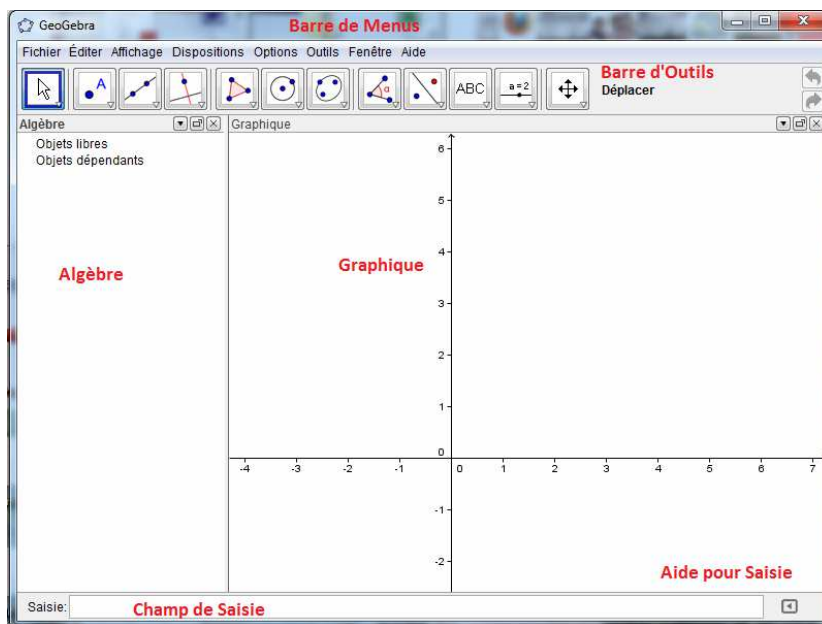 GeoGebra
Barre de Menus
Fichier Éditer Affichage Dispositions Options Outils Fenêtre Aide
A
α
ABC
a=2
Barre d'Outils
Déplacer
Algèbre
Graphique
Objets libres
Objets dépendants
6
5
4
Algèbre
Graphique
3
2
1
0
-4 -3 -2 -1 0 1 2 3 4 5 6 7
-1
-2
Aide pour Saisie
Saisie:
Champ de Saisie